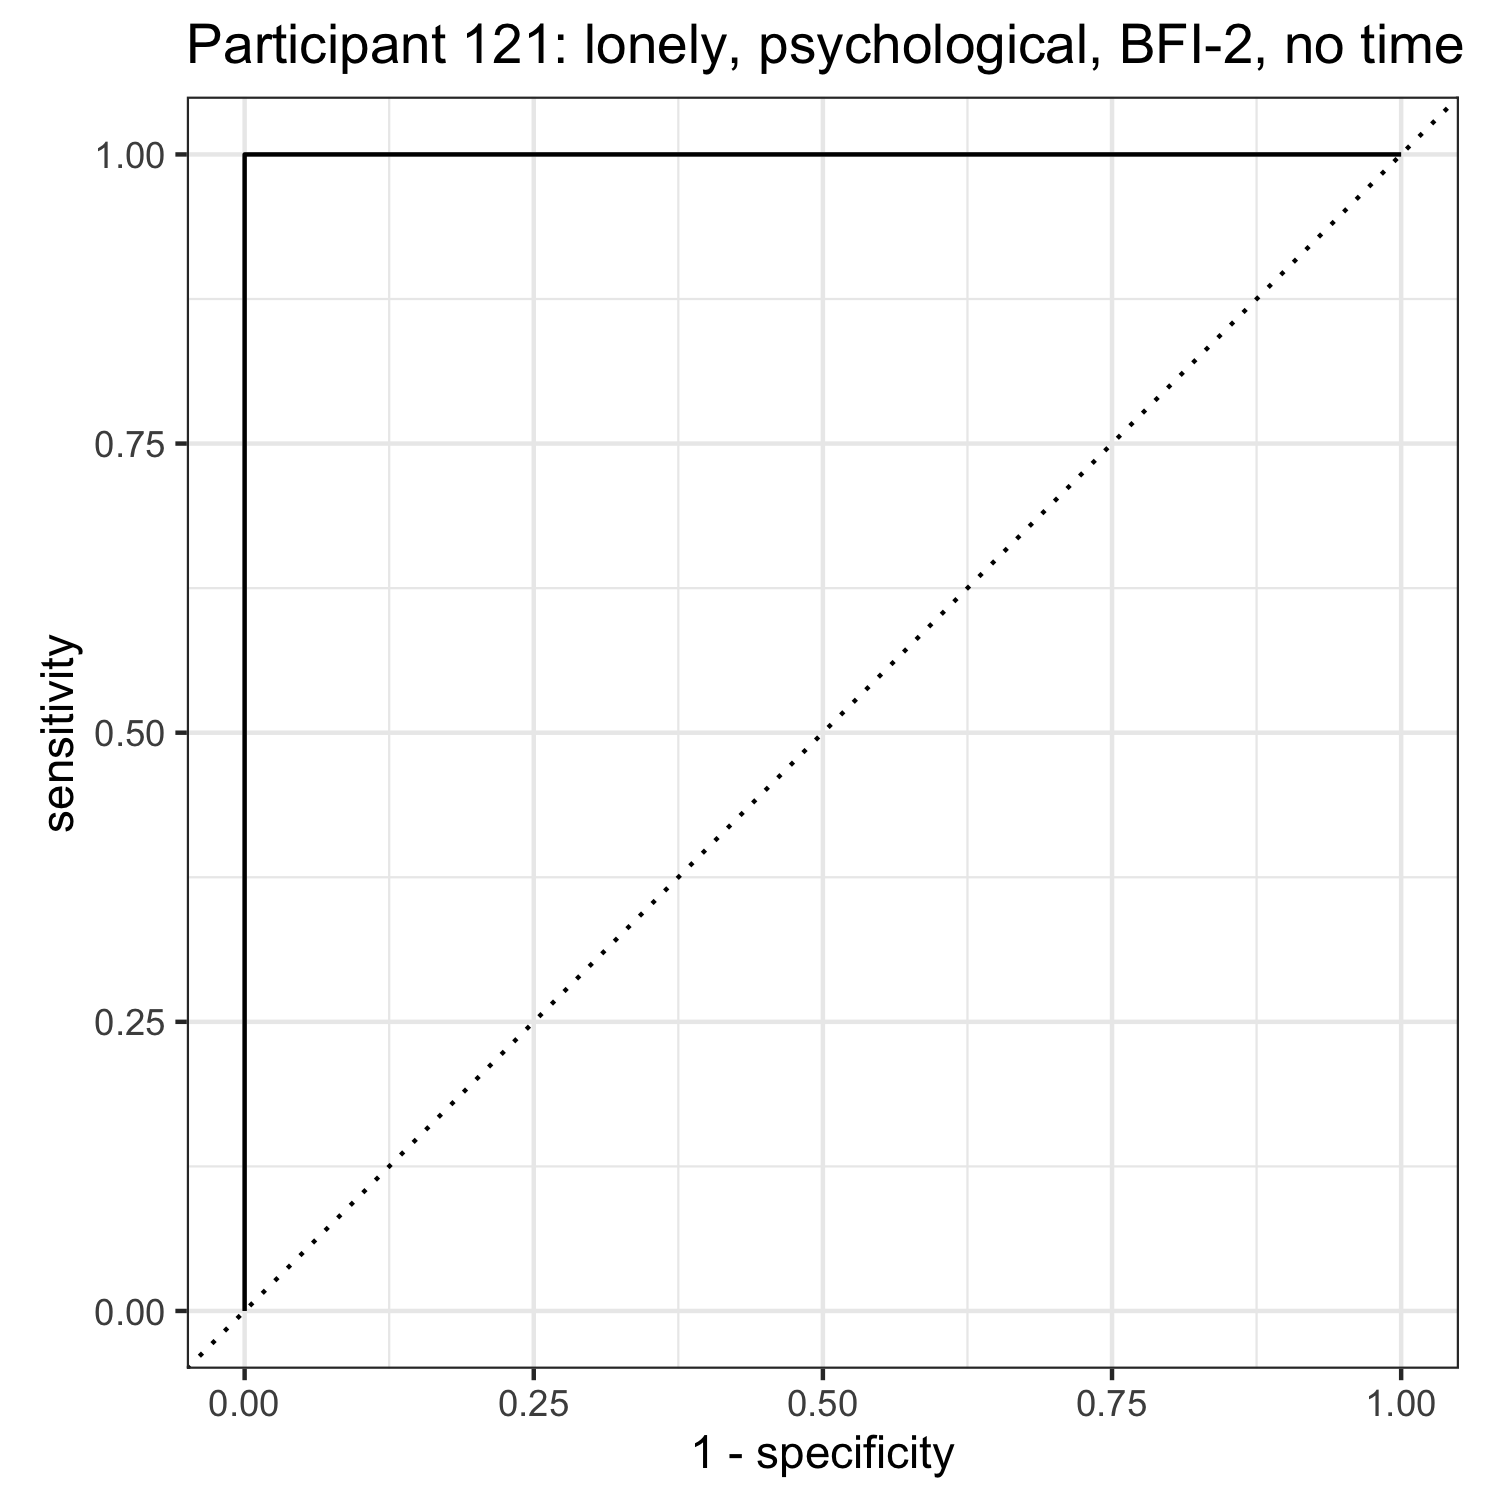 Participant 121: lonely, psychological, BFI-2, no time
1.00
0.75
0.50
0.25
0.00
sensitivity
0.00 0.25 0.50 0.75 1.00
1 - specificity